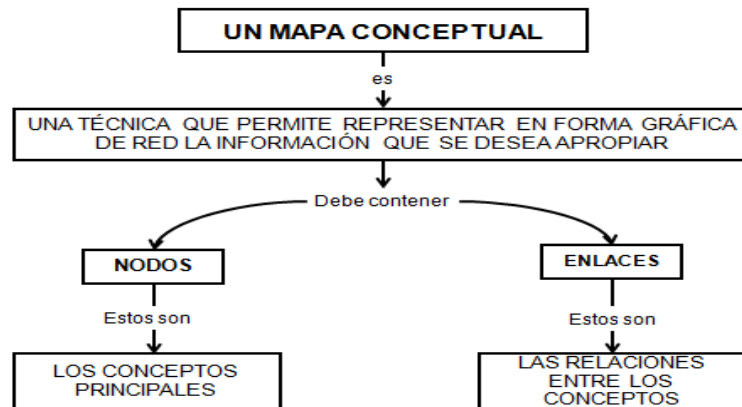 UN MAPA CONCEPTUAL
es
UNA TÉCNICA QUE PERMITE REPRESENTAR EN FORMA GRÁFICA
DE RED LA INFORMACIÓN QUE SE DESEA APROPIAR
Debe contener
NODOS
ENLACES
Estos son
Estos son
LOS CONCEPTOS
PRINCIPALES
LAS RELACIONES
ENTRE LOS
CONCEPTOS